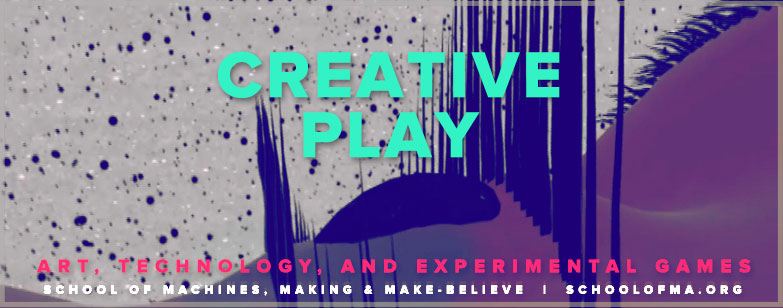 CREATIVE
PLAY
ART, TECHNOLOGY, AND EXPERIMENTAL GAMES
SCHOOL OF MACHINES, MAKING & MAKE-BELIEVE | SCHOOLOFMA.ORG